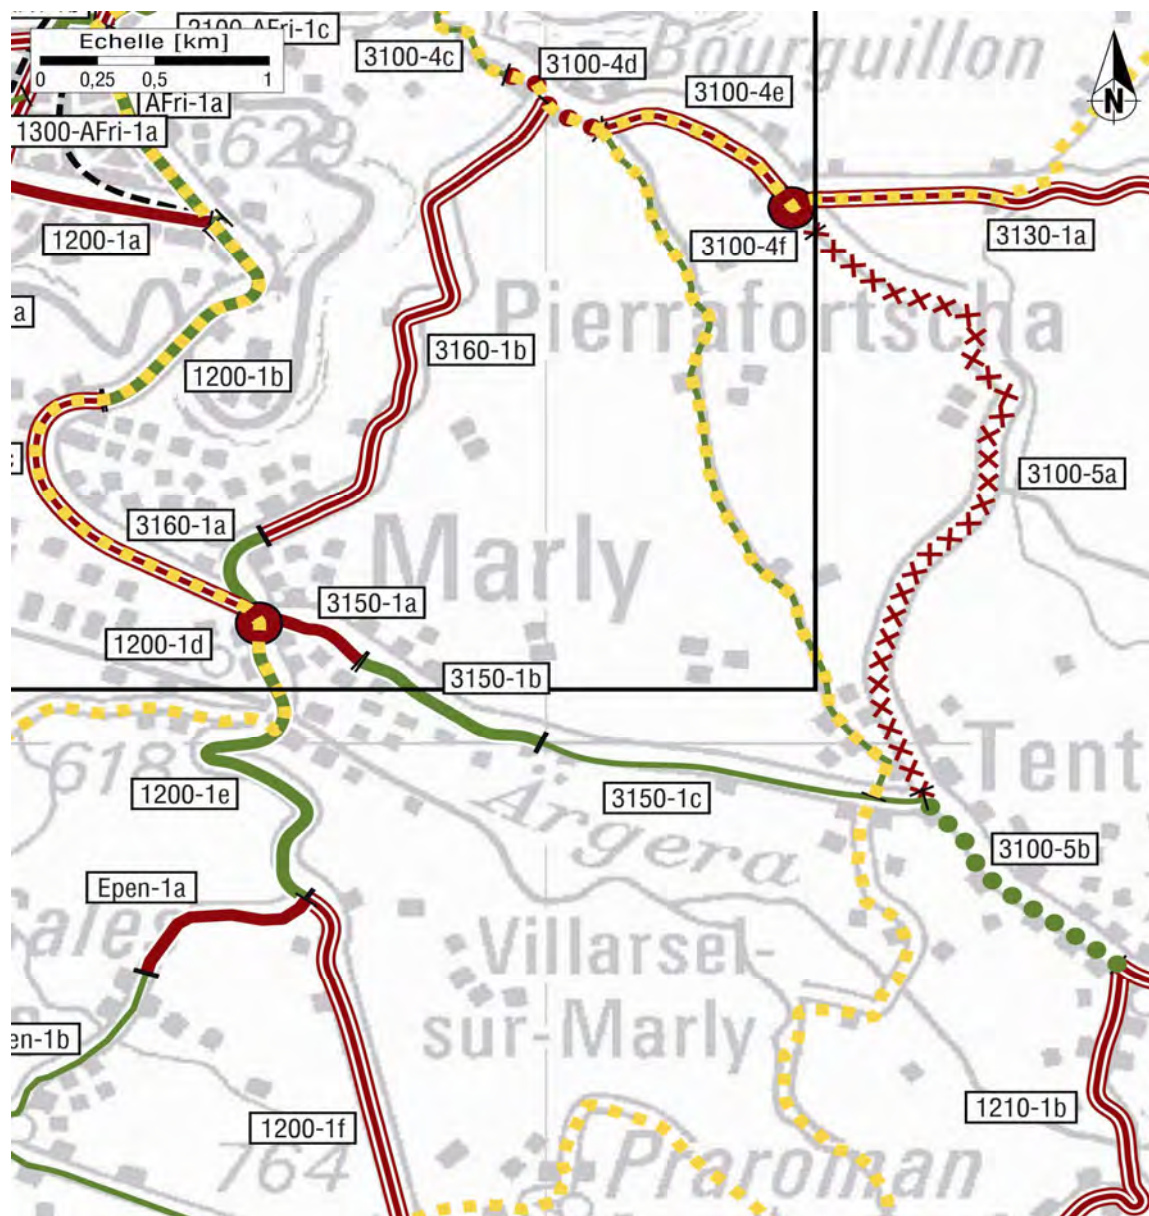 3100-AFri-1c
Echelle [km]
0 0,25 0,5 1
AFri-1a
1300-AFri-1a
3100-4c
3100-4d
Bourguillon
3100-4e
N
629
1200-1a
3100-4f
3130-1a
a
Pierrafortscha
3160-1b
1200-1b
3100-5a
3160-1a
Marly
3150-1a
1200-1d
3150-1b
618
Tent
1200-1e
3150-1c
Ärgera
3100-5b
Epen-1a
sales
Villarsel-
sur-Marly
en-1b
1210-1b
1200-1f
764
Praroman